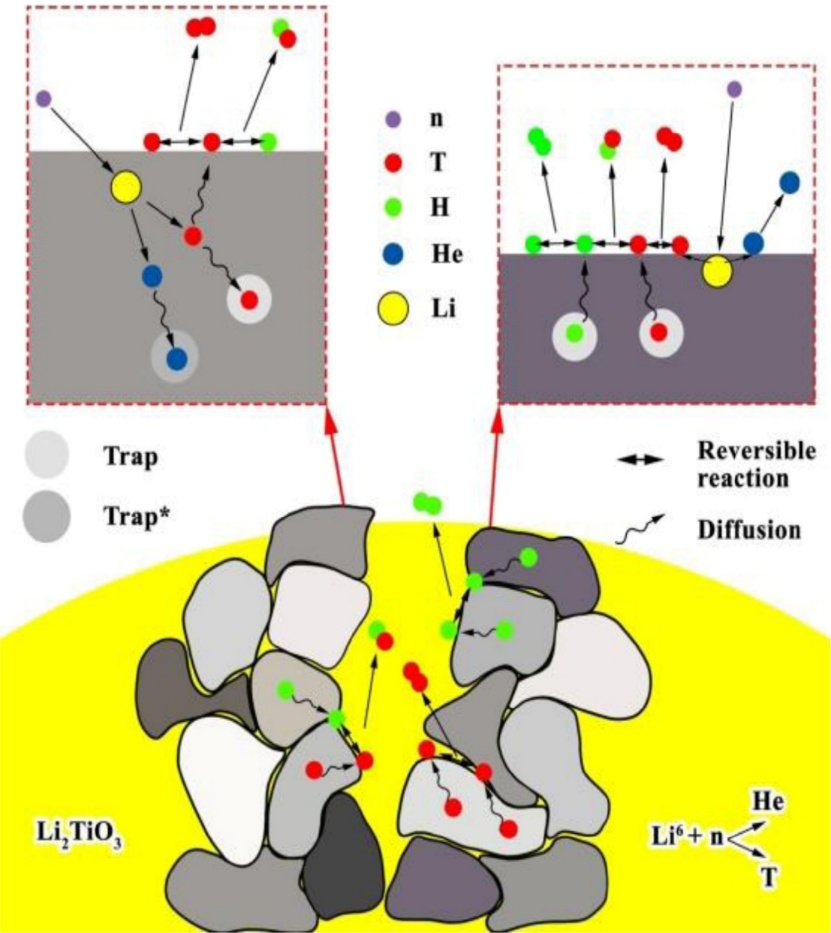 n
T
H
He
Li
Trap
Trap*
Reversible
reaction
Diffusion
Li₂TiO₃
He
Li⁶ + n
T